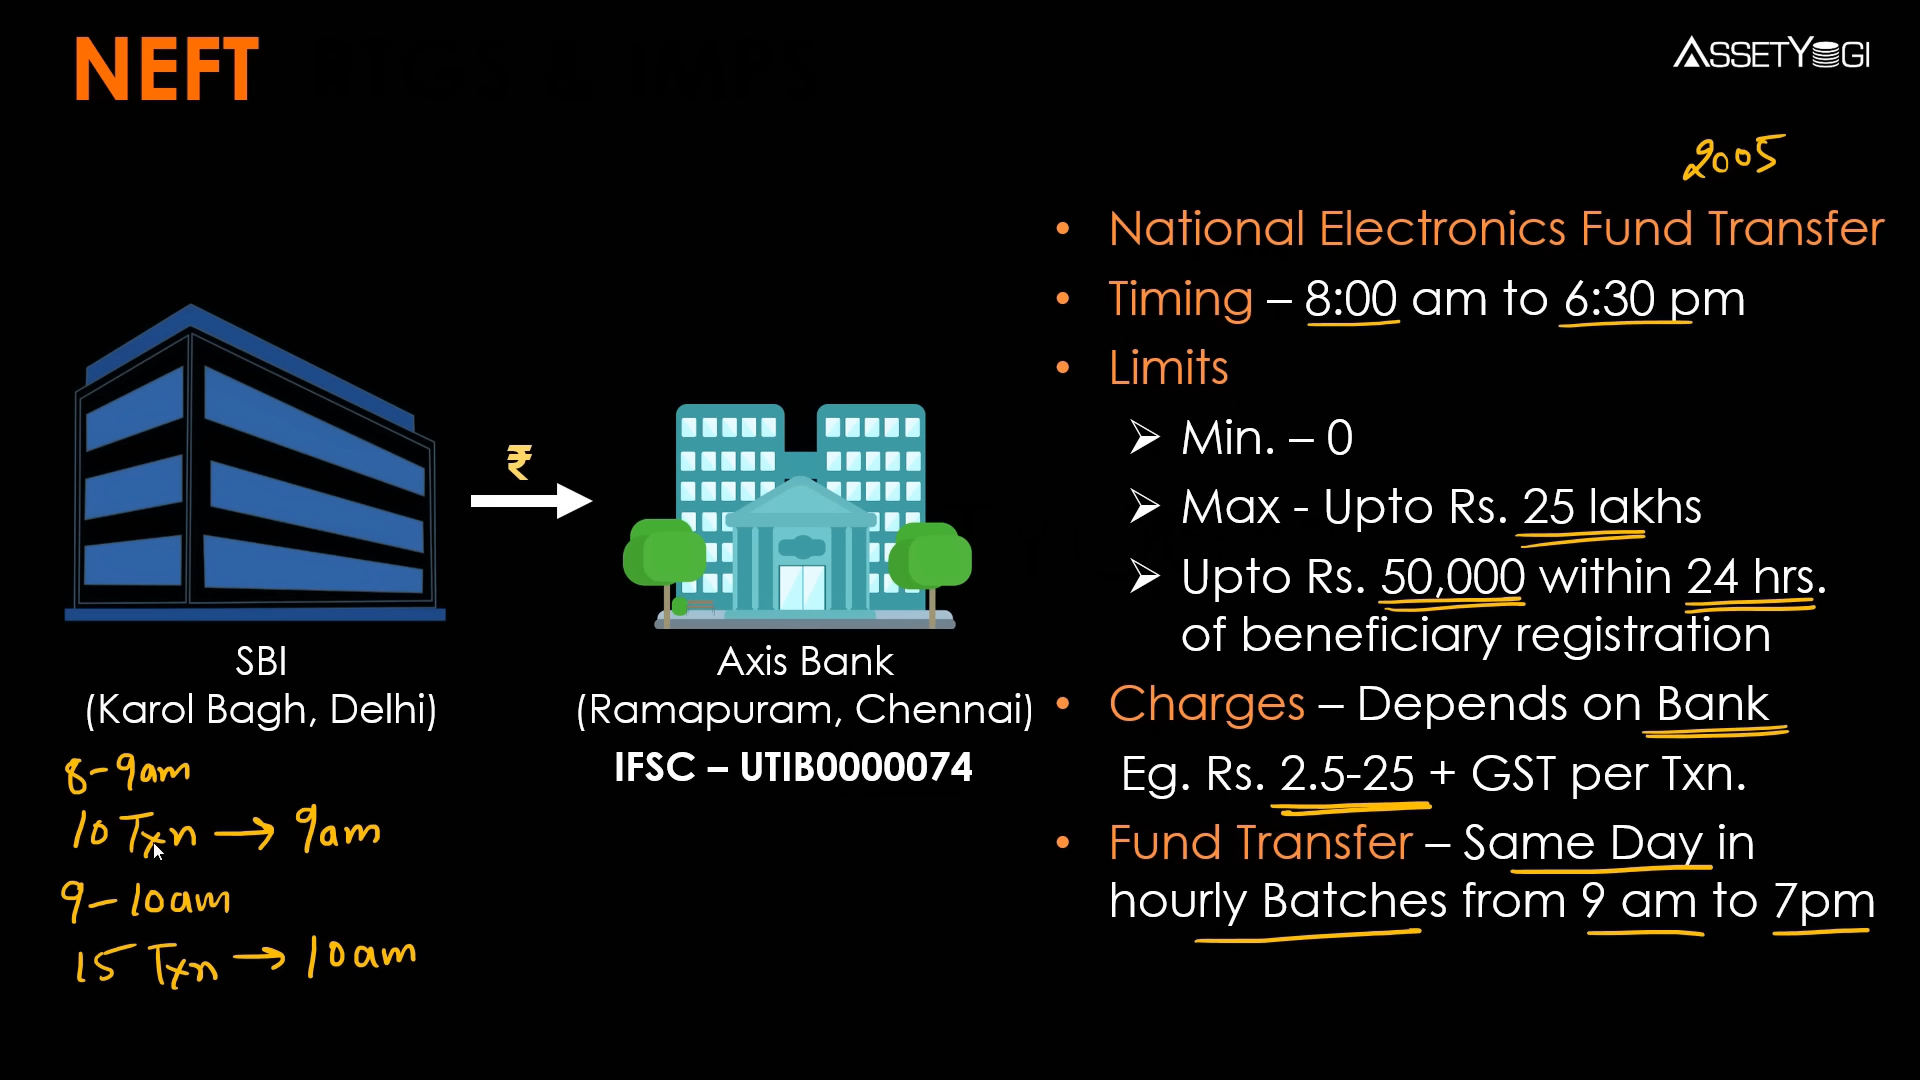 NEFT
ASSETYOGI
2005
• National Electronics Fund Transfer
• Timing – 8:00 am to 6:30 pm
• Limits
➢ Min. – 0
➢ Max - Upto Rs. 25 lakhs
➢ Upto Rs. 50,000 within 24 hrs.
of beneficiary registration
• Charges – Depends on Bank
Eg. Rs. 2.5-25 + GST per Txn.
• Fund Transfer – Same Day in
hourly Batches from 9 am to 7pm
₹
SBI
(Karol Bagh, Delhi)
Axis Bank
(Ramapuram, Chennai)
IFSC – UTIB0000074
8-9am
10 Txn → 9am
9-10am
15 Txn → 10am